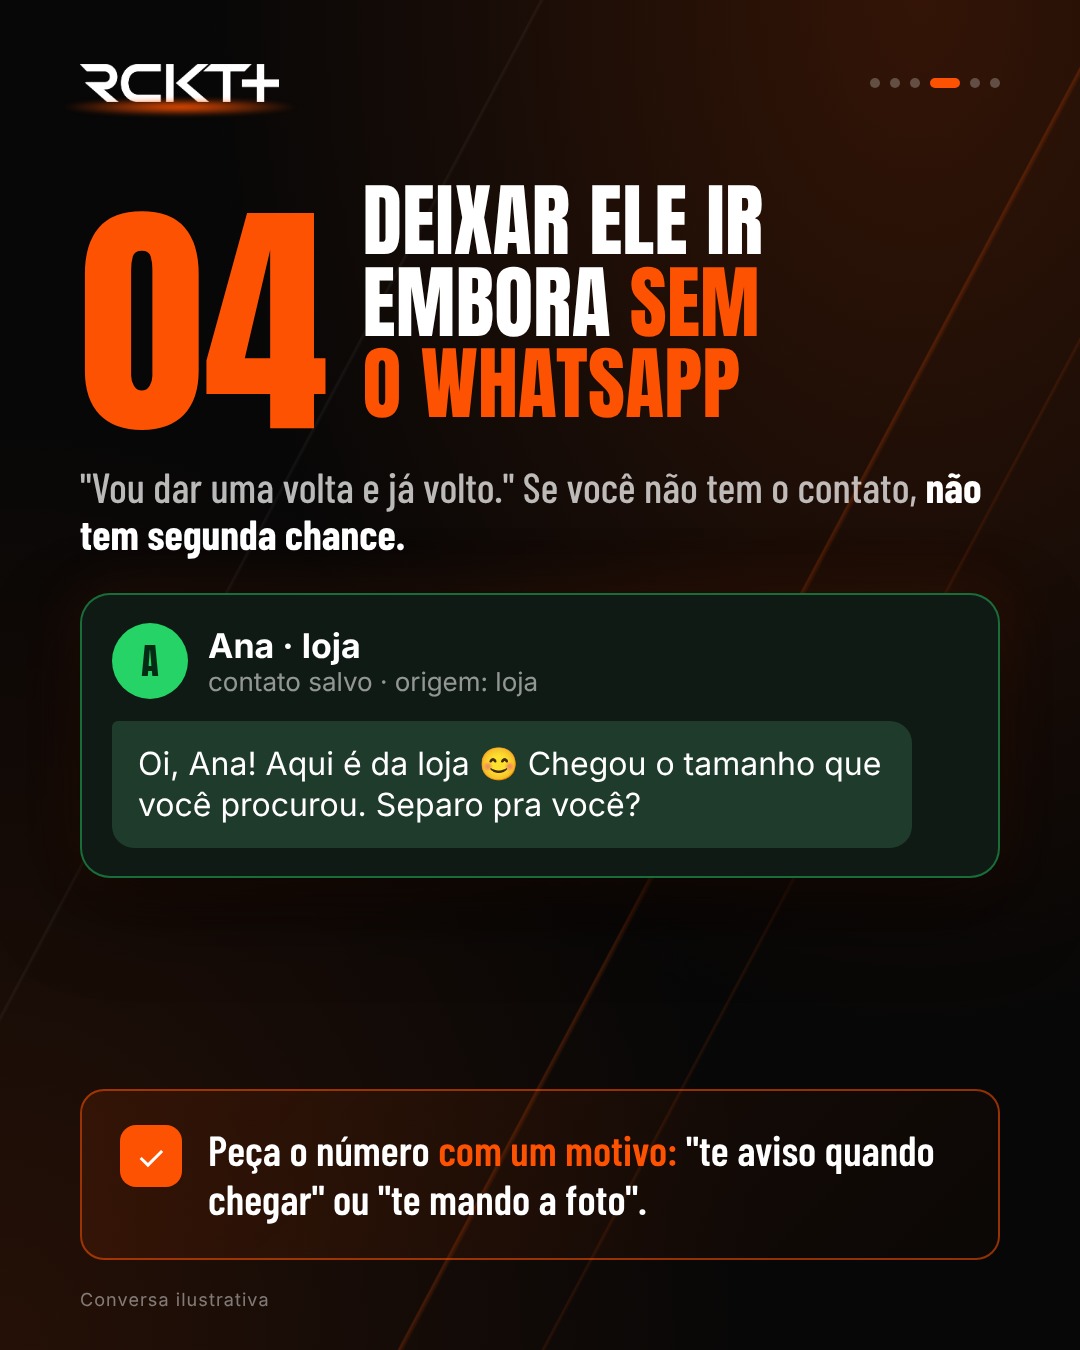 RCKT+
04
DEIXAR ELE IR
EMBORA SEM
O WHATSAPP
"Vou dar uma volta e já volto." Se você não tem o contato, não
tem segunda chance.
A
Ana · loja
contato salvo · origem: loja
Oi, Ana! Aqui é da loja 😊 Chegou o tamanho que
você procurou. Separo pra você?
Peça o número com um motivo: "te aviso quando
chegar" ou "te mando a foto".
Conversa ilustrativa